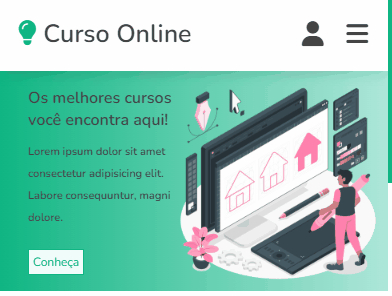 Curso Online
Os melhores cursos
você encontra aqui!
Lorem ipsum dolor sit amet
consectetur adipisicing elit.
Labore consequuntur, magni
dolore.
Conheça